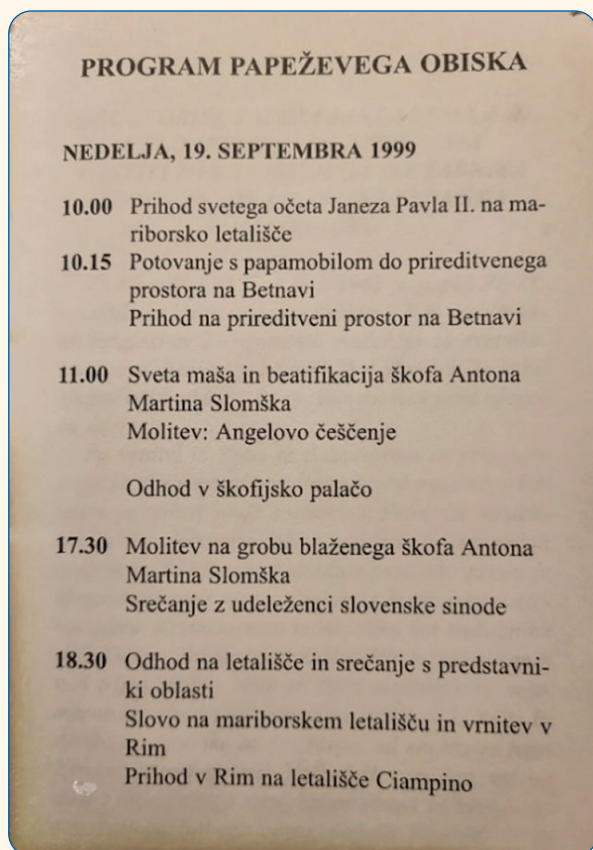 PROGRAM PAPEŽEVEGA OBISKA
NEDELJA, 19. SEPTEMBRA 1999
10.00 Prihod svetega očeta Janeza Pavla II. na ma-
riborsko letališče
10.15 Potovanje s papamobilom do prireditvenega
prostora na Betnavi
Prihod na prireditveni prostor na Betnavi
11.00 Sveta maša in beatifikacija škofa Antona
Martina Slomška
Molitev: Angelovo češčenje
Odhod v škofijsko palačo
17.30 Molitev na grobu blaženega škofa Antona
Martina Slomška
Srečanje z udeleženci slovenske sinode
18.30 Odhod na letališče in srečanje s predstavni-
ki oblasti
Slovo na mariborskem letališču in vrnitev v
Rim
Prihod v Rim na letališče Ciampino